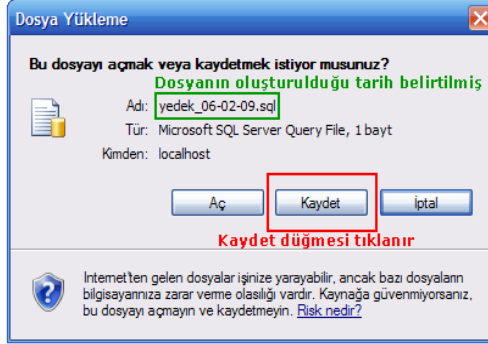 Dosya Yükleme
Bu dosyayı açmak veya kaydetmek istiyor musunuz?
Dosyanın oluşturulduğu tarih belirtilmiş
Adı: yedek_06-02-09.sql
Tür: Microsoft SQL Server Query File, 1 bayt
Kimden: localhost
Aç Kaydet İptal
Kaydet düğmesi tıklanır
Internet'ten gelen dosyalar işinize yarayabilir, ancak bazı dosyaların
bilgisayarınıza zarar verme olasılığı vardır. Kaynağa güvenmiyorsanız,
bu dosyayı açmayın ve kaydetmeyin. Risk nedir?